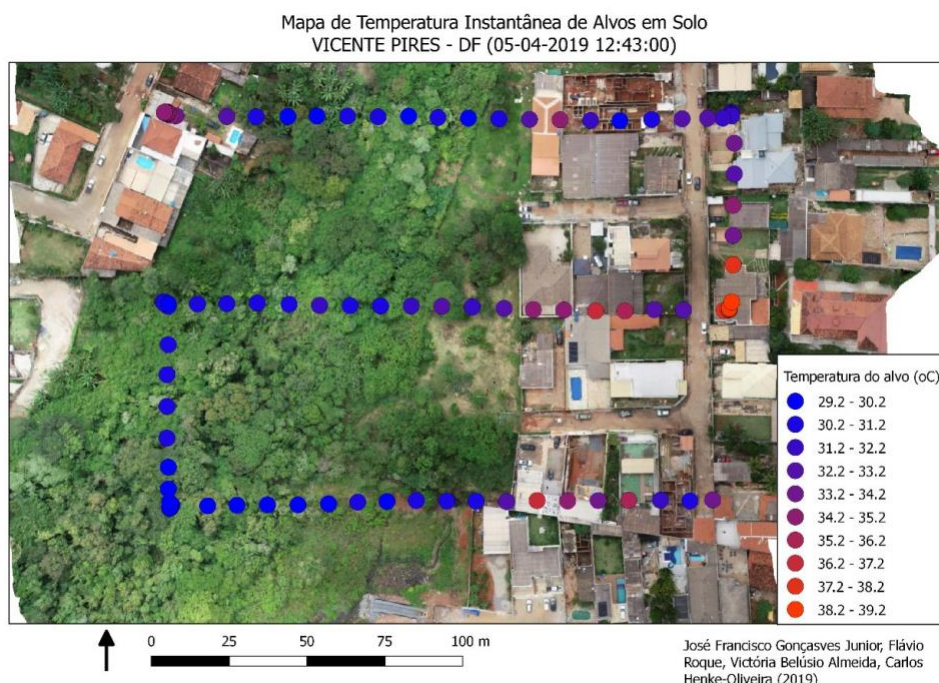 Mapa de Temperatura Instantânea de Alvos em Solo
VICENTE PIRES - DF (05-04-2019 12:43:00)
Temperatura do alvo (oC)
29.2 - 30.2
30.2 - 31.2
31.2 - 32.2
32.2 - 33.2
33.2 - 34.2
34.2 - 35.2
35.2 - 36.2
36.2 - 37.2
37.2 - 38.2
38.2 - 39.2
0 25 50 75 100 m
José Francisco Gonçasves Junior, Flávio
Roque, Victória Belúsio Almeida, Carlos
Henke-Oliveira (2019)